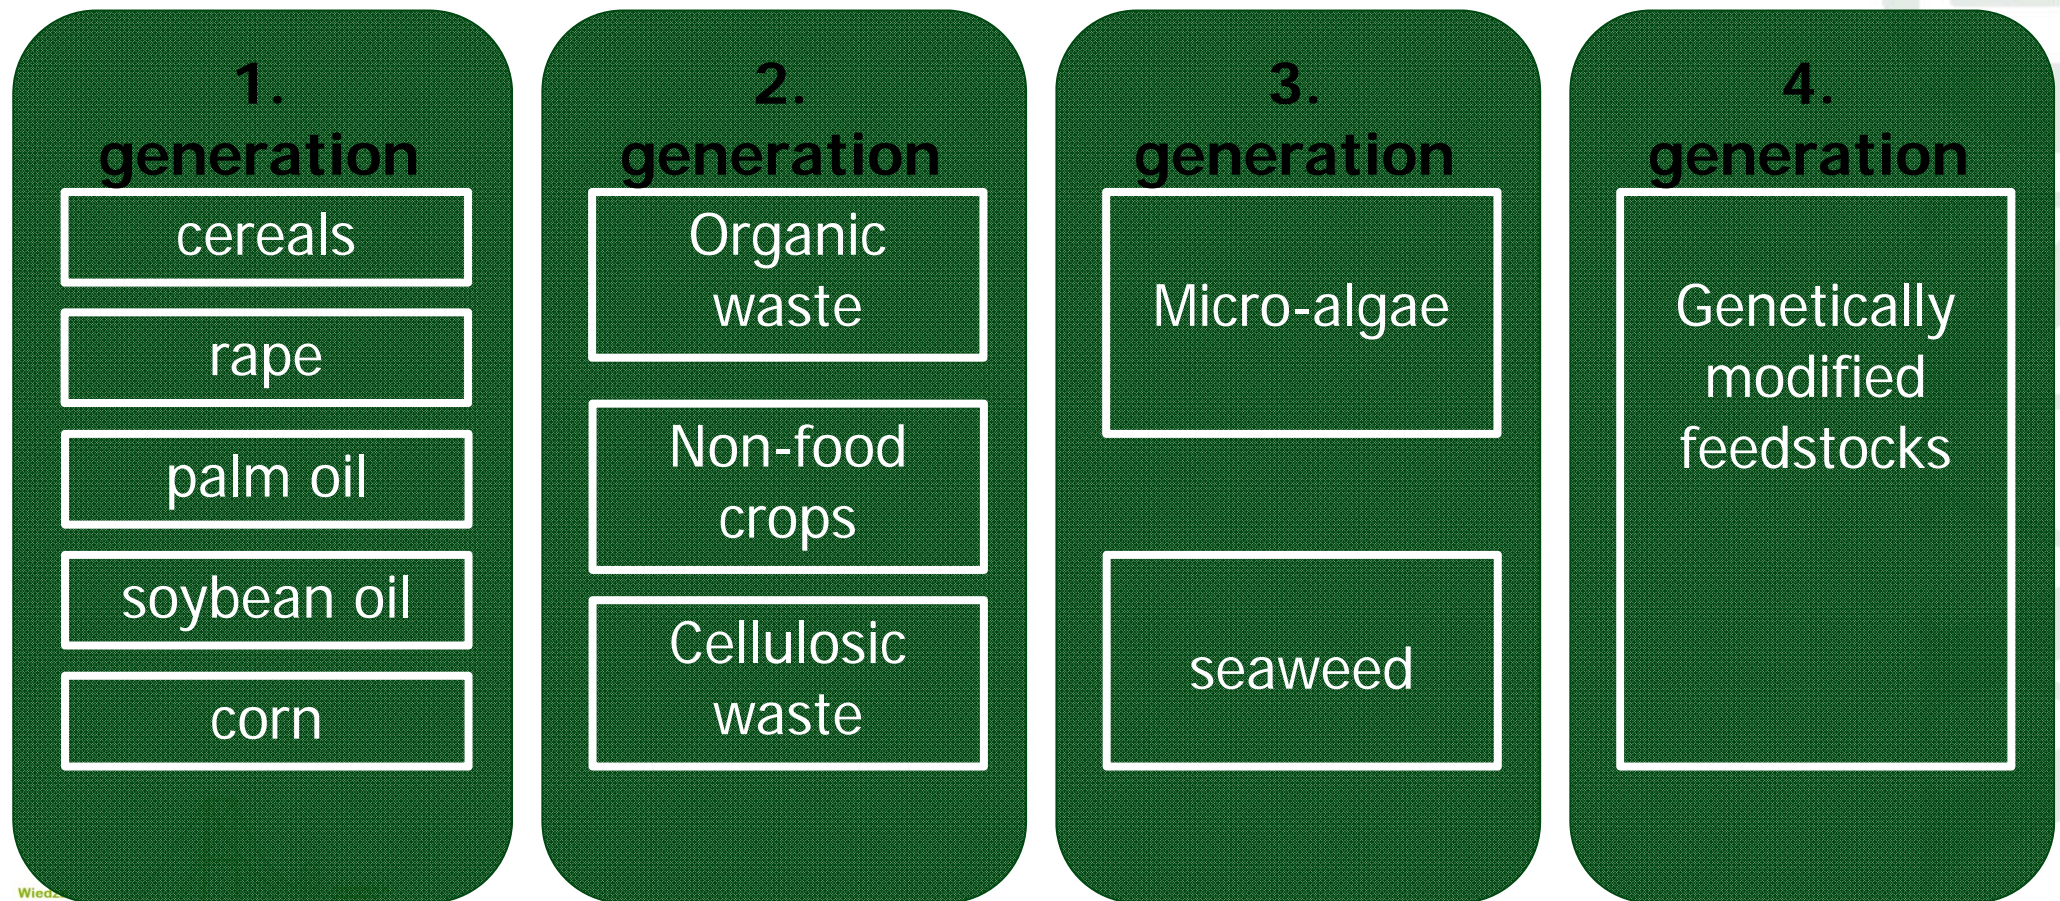 1.
generation
cereals
rape
palm oil
soybean oil
corn
2.
generation
Organic
waste
Non-food
crops
Cellulosic
waste
3.
generation
Micro-algae
seaweed
4.
generation
Genetically
modified
feedstocks